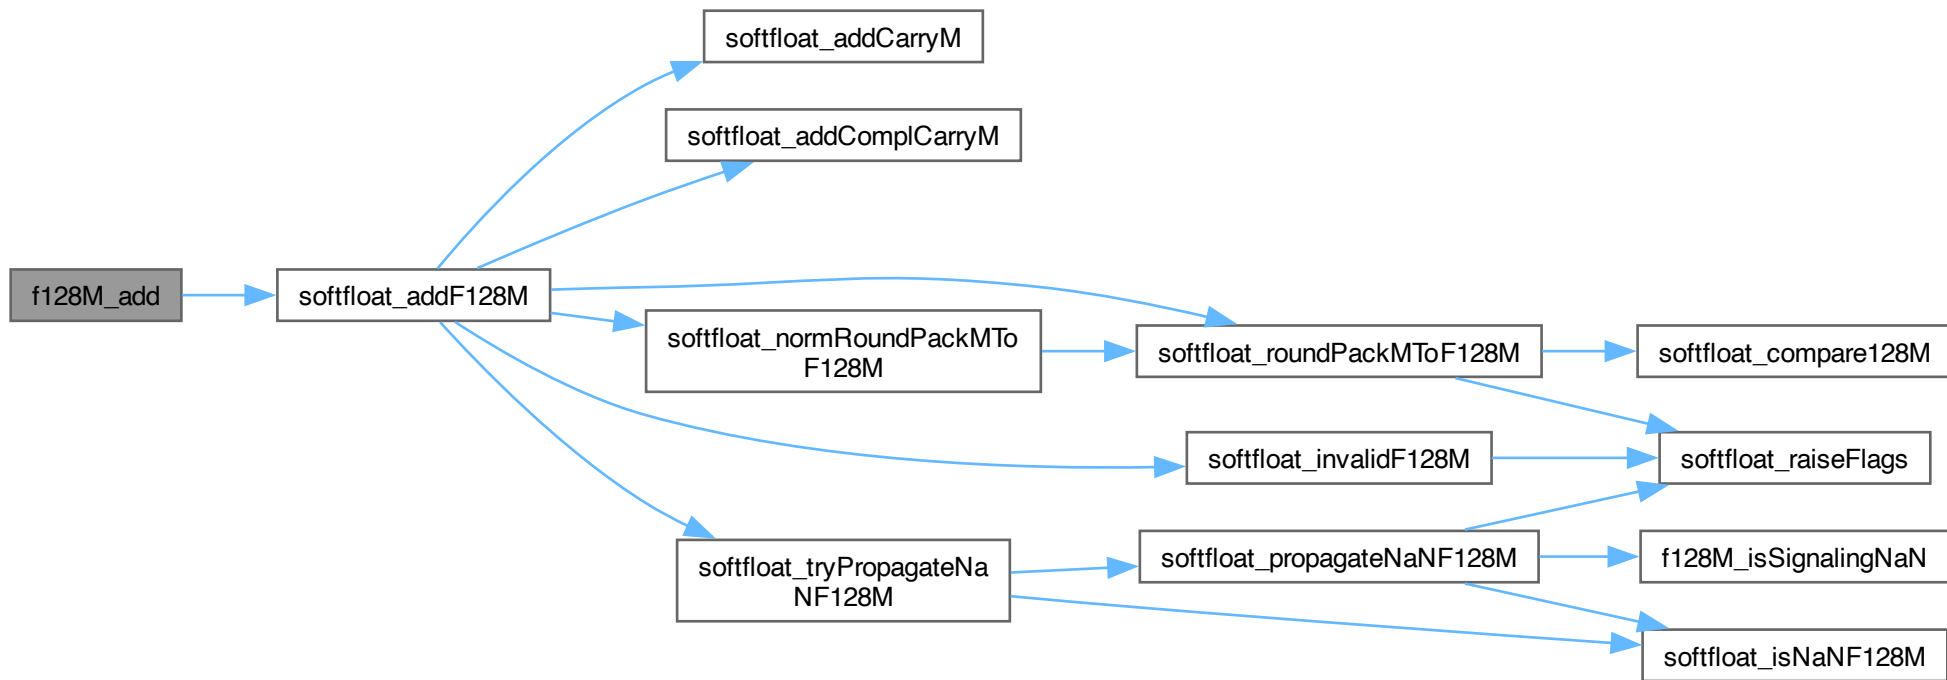 softfloat_addCarryM
softfloat_addComplCarryM
f128M_add
softfloat_addF128M
softfloat_normRoundPackMTo
F128M
softfloat_roundPackMToF128M
softfloat_compare128M
softfloat_invalidF128M
softfloat_raiseFlags
softfloat_tryPropagateNa
NF128M
softfloat_propagateNaNF128M
f128M_isSignalingNaN
softfloat_isNaNF128M